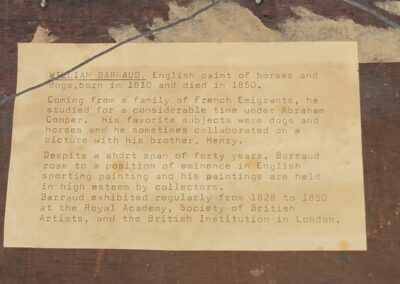 WILLIAM BARRAUD, English paint of horses and
dogs,born in 1810 and died in 1850.
Coming from a family of French Emigrants, he
studied for a considerable time under Abraham
Cooper. His favorite subjects were dogs and
horses and he sometimes collaborated on a
picture with his brother, Henry.
Despite a short span of forty years, Barraud
rose to a position of eminence in English
sporting painting and his paintings are held
in high esteem by collectors.
Barraud exhibited regularly from 1828 to 1850
at the Royal Academy, Society of British
Artists, and the British Institution in London.